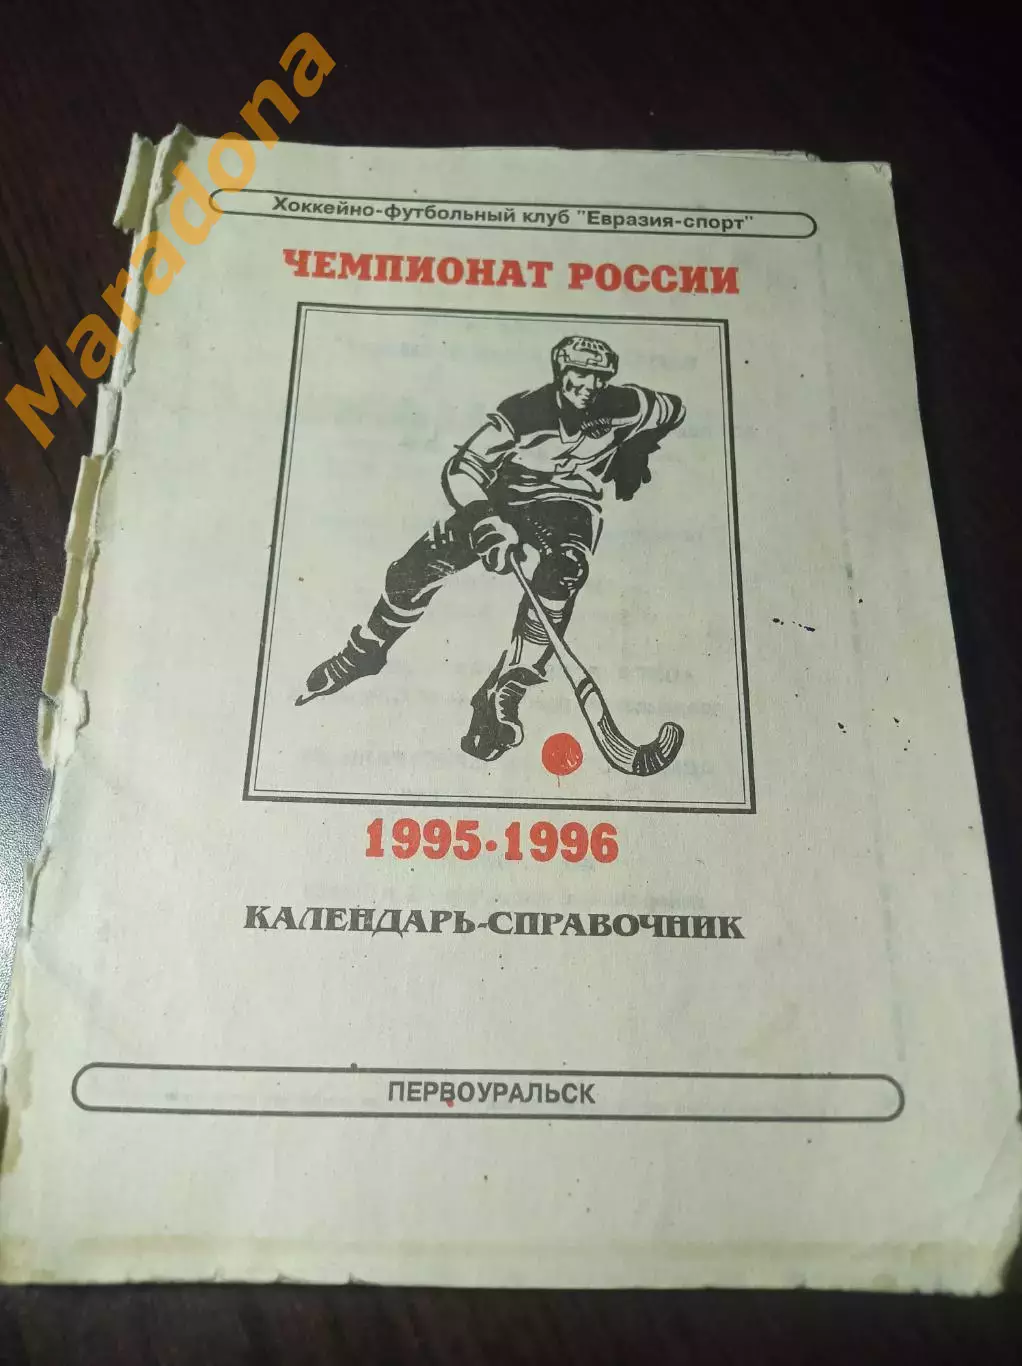 Maradona
Хоккейно-футбольный клуб "Евразия-спорт"
ЧЕМПИОНАТ РОССИИ
1995·1996
КАЛЕНДАРЬ-СПРАВОЧНИК
ПЕРВОУРАЛЬСК